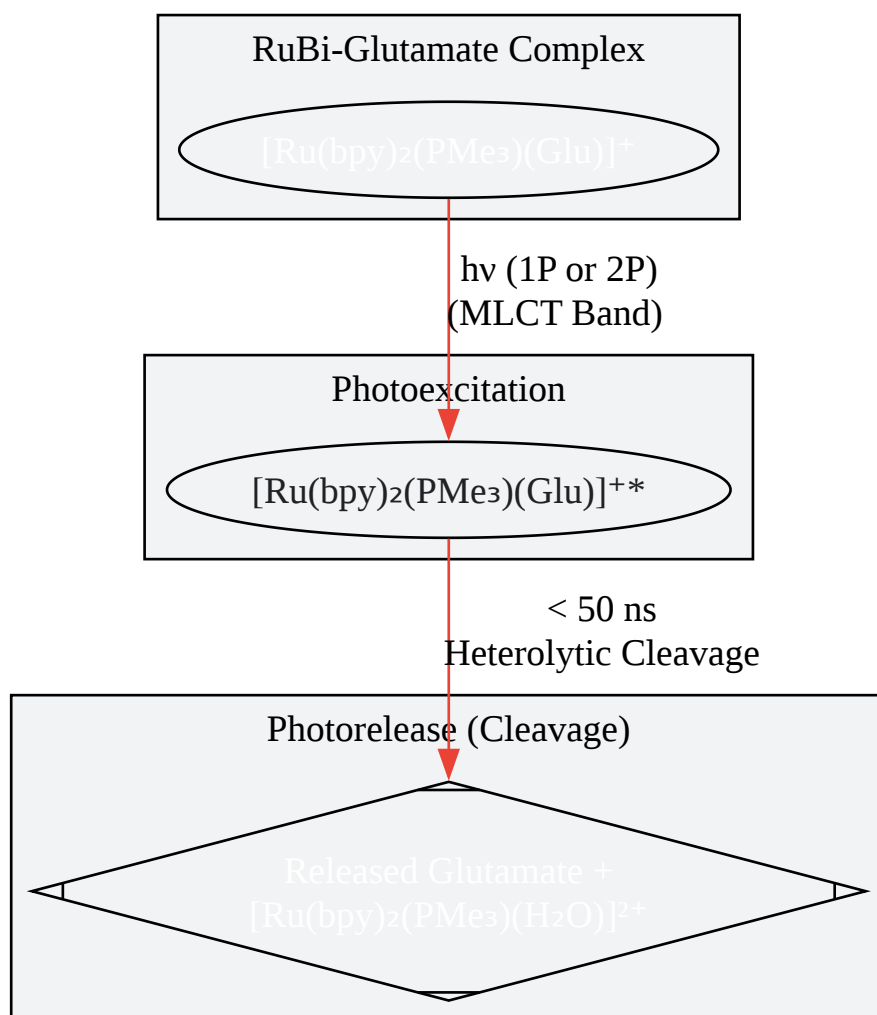 RuBi-Glutamate Complex
[Ru(bpy)₂(PMe₃)(Glu)]⁺
hν (1P or 2P)
(MLCT Band)
Photoexcitation
[Ru(bpy)₂(PMe₃)(Glu)]⁺*
< 50 ns
Heterolytic Cleavage
Photorelease (Cleavage)
Released Glutamate +
[Ru(bpy)₂(PMe₃)(H₂O)]²⁺